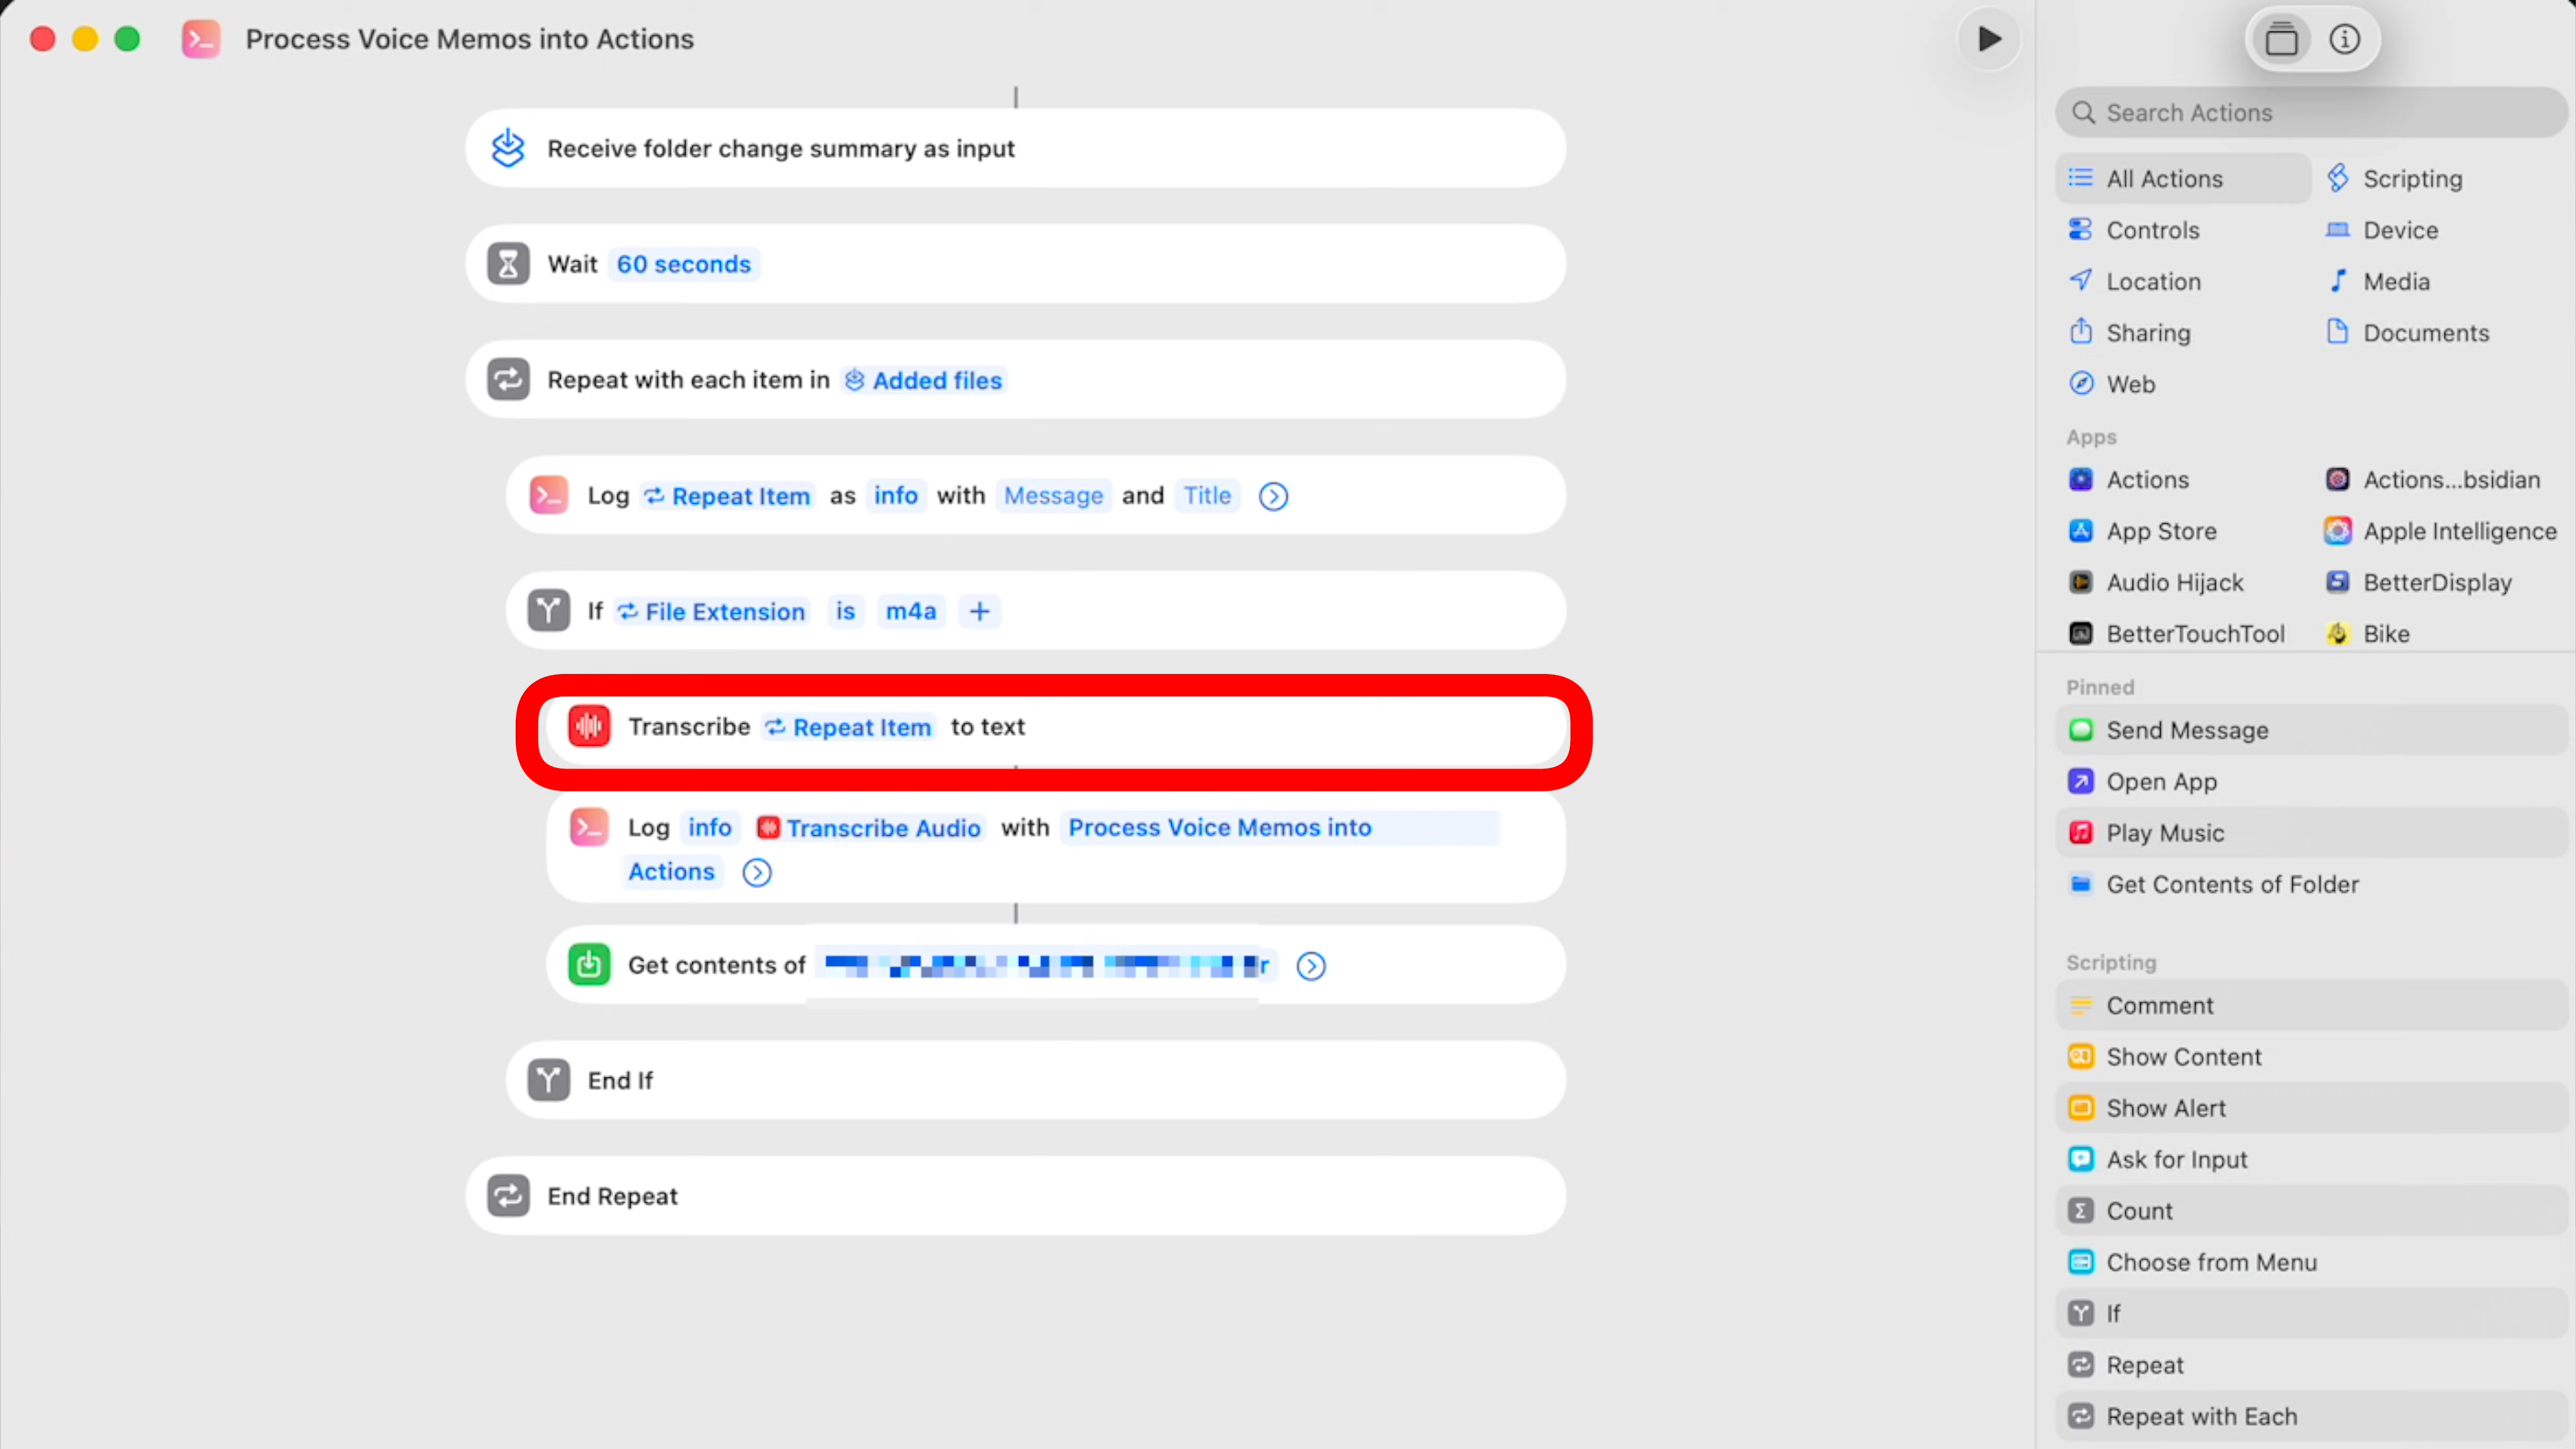 Process Voice Memos into Actions
Receive folder change summary as input
Wait 60 seconds
Repeat with each item in Added files
Log Repeat Item as info with Message and Title
If File Extension is m4a +
Transcribe Repeat Item to text
Log info Transcribe Audio with Process Voice Memos into
Actions
Get contents of
End If
End Repeat
Search Actions
All Actions
Scripting
Controls
Device
Location
Media
Sharing
Documents
Web
Apps
Actions
Actions...bsidian
App Store
Apple Intelligence
Audio Hijack
BetterDisplay
BetterTouchTool
Bike
Pinned
Send Message
Open App
Play Music
Get Contents of Folder
Scripting
Comment
Show Content
Show Alert
Ask for Input
Count
Choose from Menu
If
Repeat
Repeat with Each